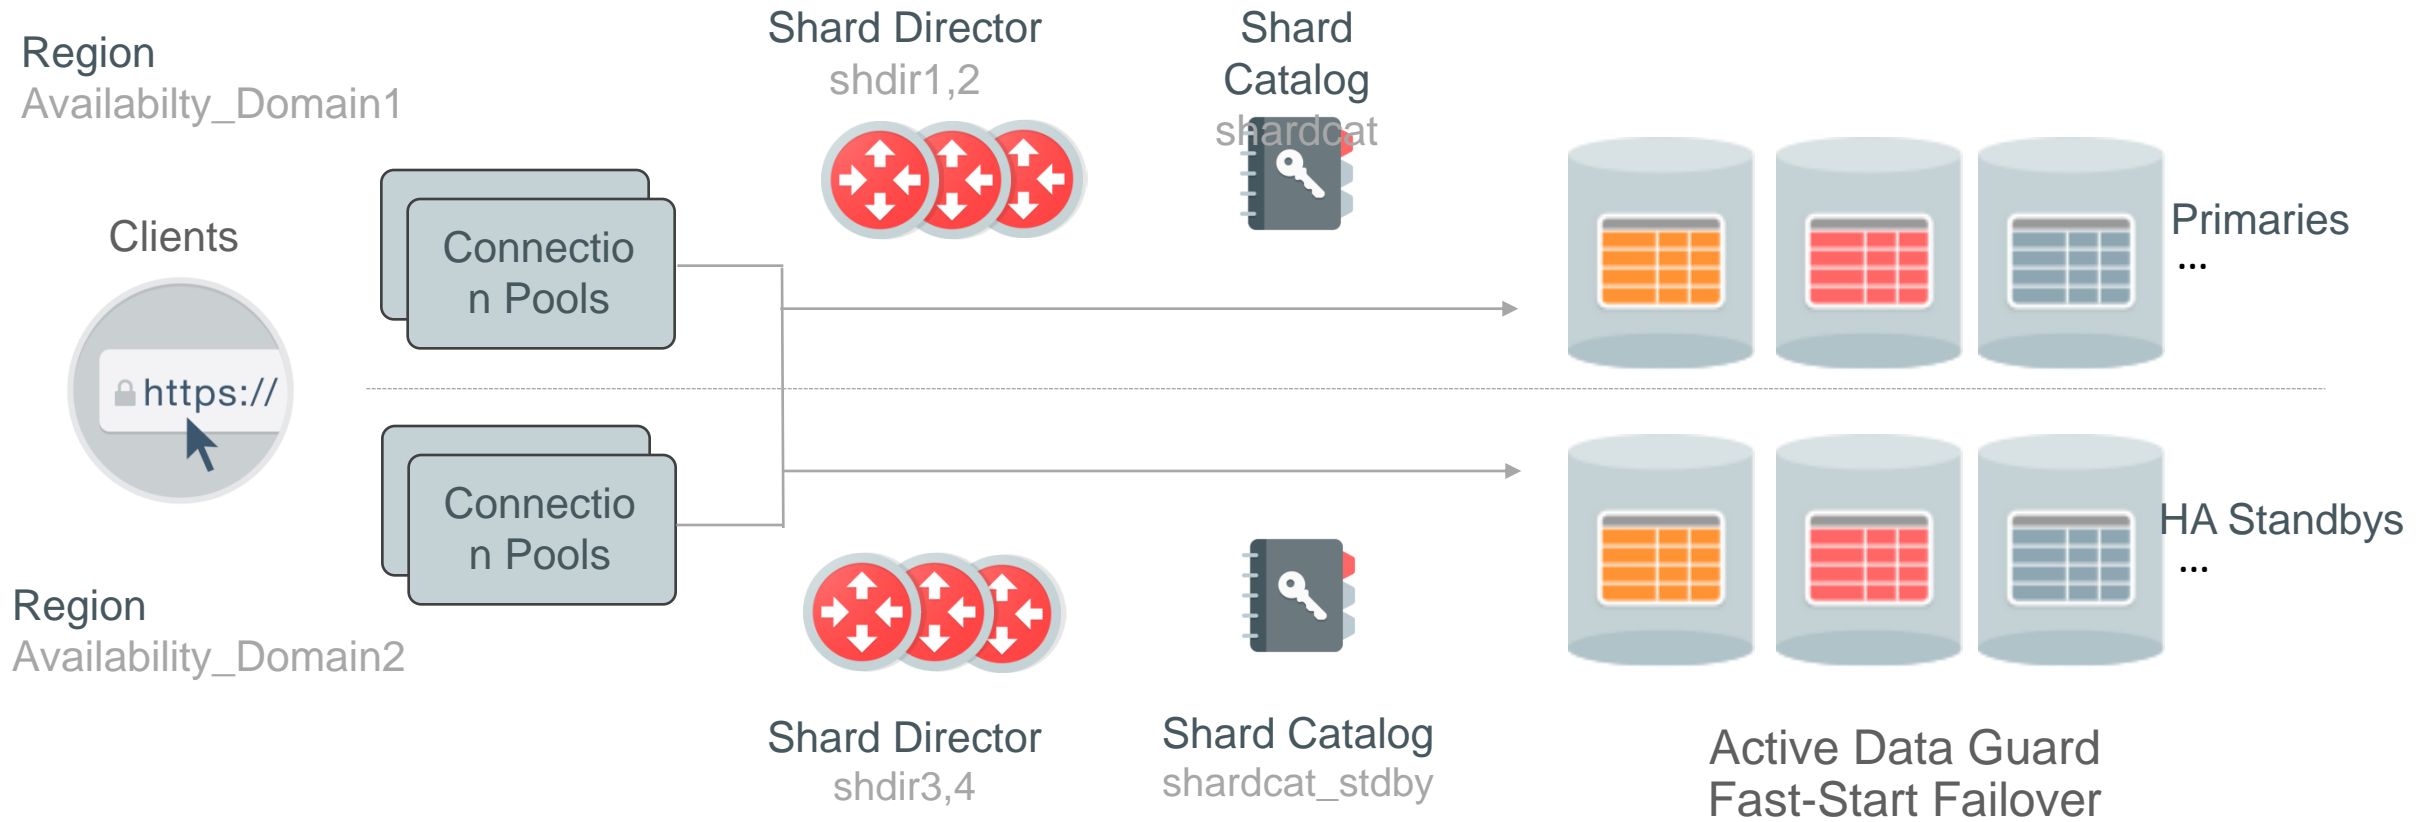 Region
Availabilty_Domain1
Shard Director
shdir1,2
Shard
Catalog
shardcat
Clients
https://
Connectio
n Pools
Primaries
...
Connectio
n Pools
HA Standbys
...
Region
Availability_Domain2
Shard Director
shdir3,4
Shard Catalog
shardcat_stdby
Active Data Guard
Fast-Start Failover